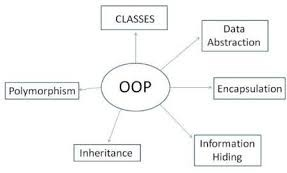 CLASSES
Data
Abstraction
Polymorphism
OOP
Encapsulation
Inheritance
Information
Hiding